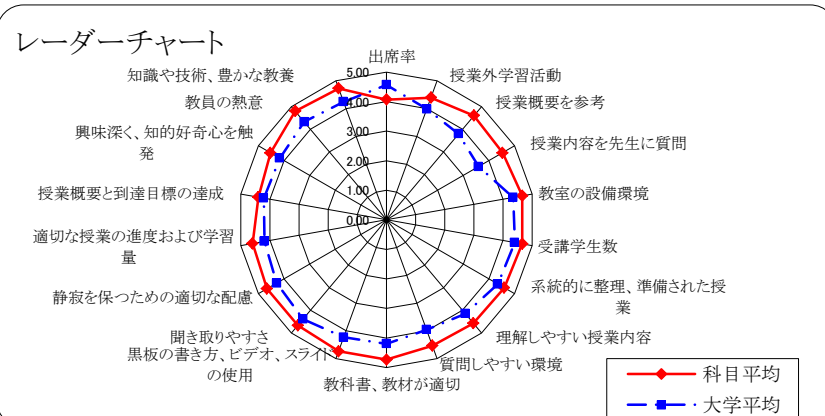 レーダーチャート
出席率
授業外学習活動
授業概要を参考
授業内容を先生に質問
教室の設備環境
受講学生数
系統的に整理、準備された授
業
理解しやすい授業内容
質問しやすい環境
教科書、教材が適切
黒板の書き方、ビデオ、スライド
の使用
聞き取りやすさ
静寂を保つための適切な配慮
適切な授業の進度および学習
量
授業概要と到達目標の達成
興味深く、知的好奇心を触
発
教員の熱意
知識や技術、豊かな教養
5.00
4.00
3.00
2.00
1.00
0.00
科目平均
大学平均